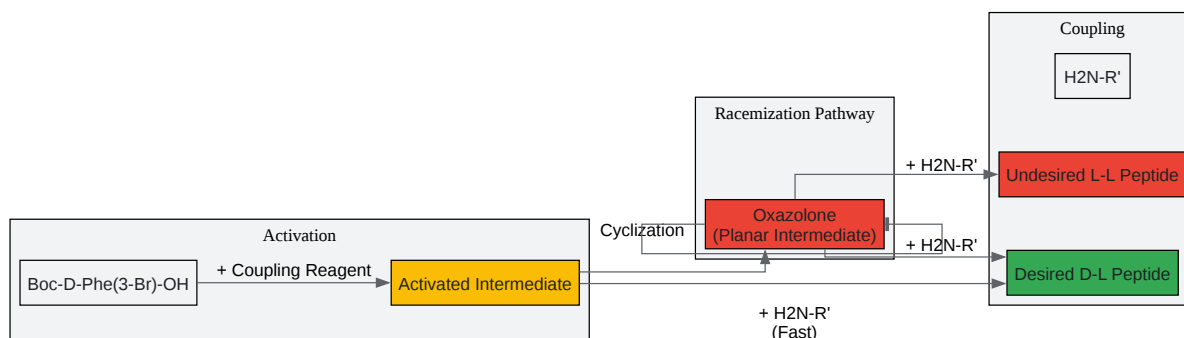 Activation
Boc-D-Phe(3-Br)-OH
+ Coupling Reagent
Activated Intermediate
Cyclization
Racemization Pathway
Oxazolone
(Planar Intermediate)
+ H2N-R'
+ H2N-R'
+ H2N-R'
(Fast)
Coupling
H2N-R'
Undesired L-L Peptide
Desired D-L Peptide